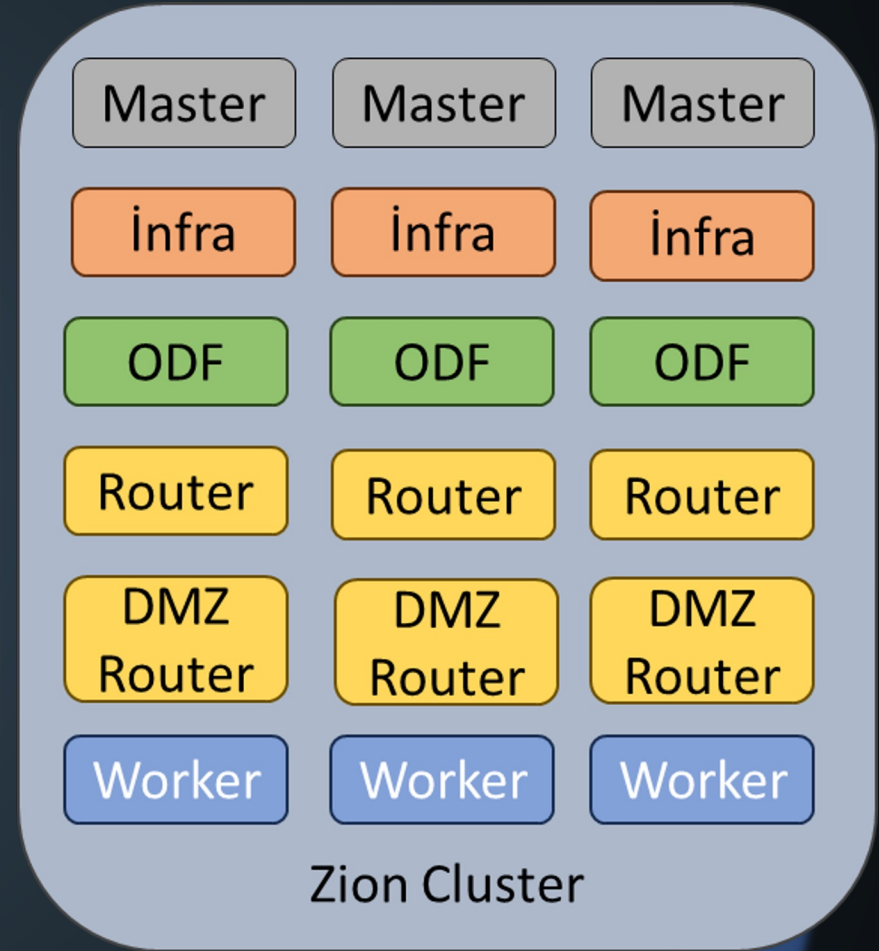 Master Master Master
İnfra İnfra İnfra
ODF ODF ODF
Router Router Router
DMZ DMZ DMZ
Router Router Router
Worker Worker Worker
Zion Cluster